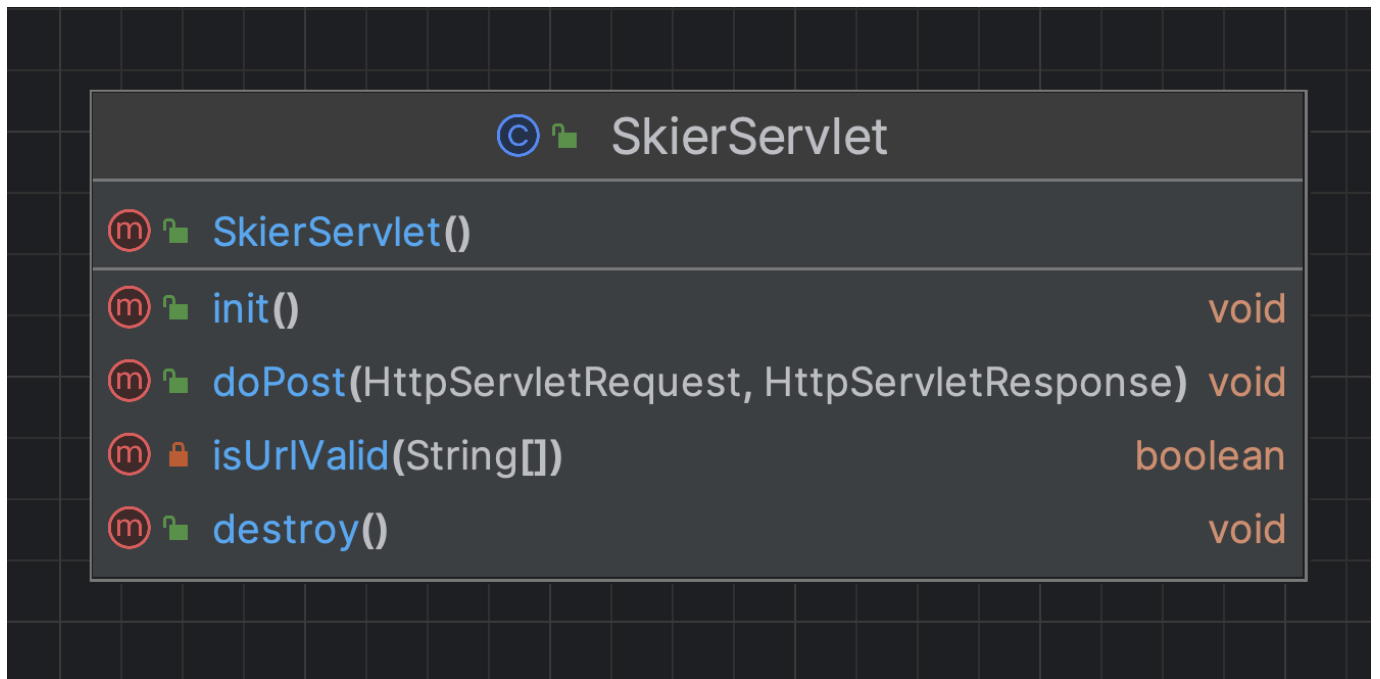 SkierServlet
SkierServlet()
init() void
doPost(HttpServletRequest, HttpServletResponse) void
isUrlValid(String[]) boolean
destroy() void